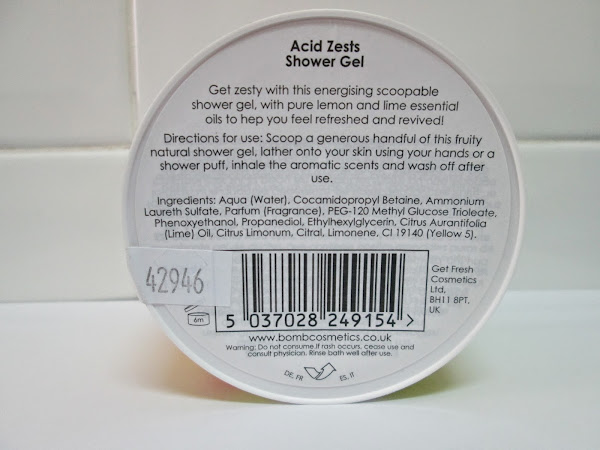 Acid Zests
Shower Gel
Get zesty with this energising scoopable
shower gel, with pure lemon and lime essential
oils to help you feel refreshed and revived!
Directions for use: Scoop a generous handful of this fruity
natural shower gel, lather onto your skin using your hands or a
shower puff, inhale the aromatic scents and wash off after
use.
Ingredients: Aqua (Water), Cocamidopropyl Betaine, Ammonium
Laureth Sulfate, Parfum (Fragrance), PEG-120 Methyl Glucose Trioleate,
Phenoxyethanol, Propanediol, Ethylhexylglycerin, Citrus Aurantifolia
(Lime) Oil, Citrus Limonum, Citral, Limonene, CI 19140 (Yellow 5).
42946
6m
5 037028 249154 >
Get Fresh
Cosmetics
Ltd,
BH11 8PT,
UK
www.bombcosmetics.co.uk
Warning: Do not consume.If rash occurs, cease use and
consult physician. Rinse bath well after use.
DE, FR
ES, IT